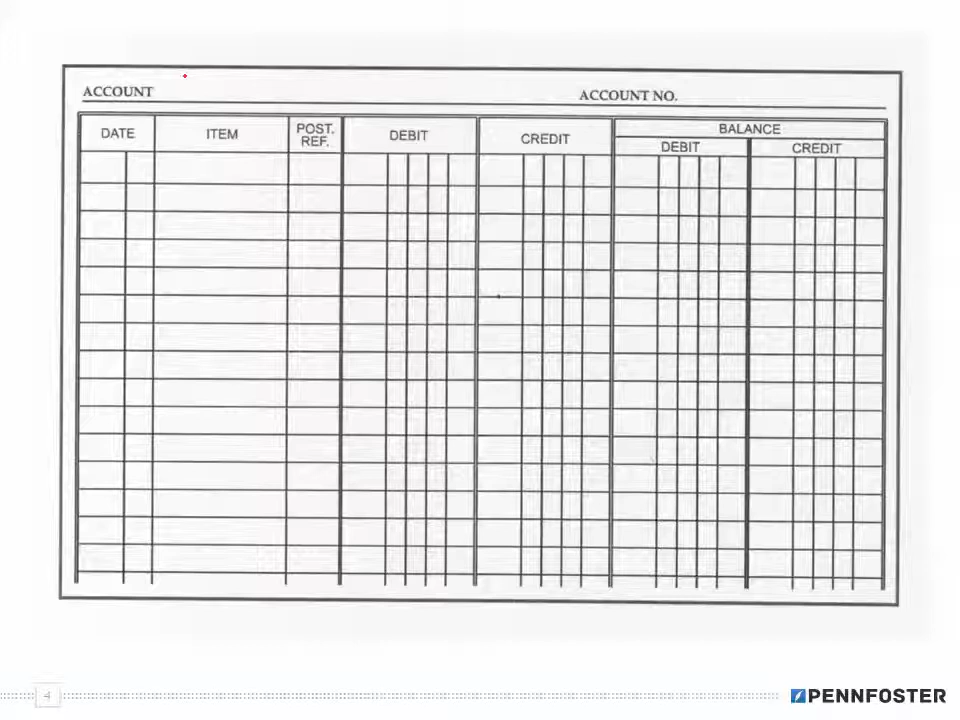 ACCOUNT ACCOUNT NO.
DATE ITEM POST. REF. DEBIT CREDIT BALANCE
DEBIT CREDIT
4
PENNFOSTER